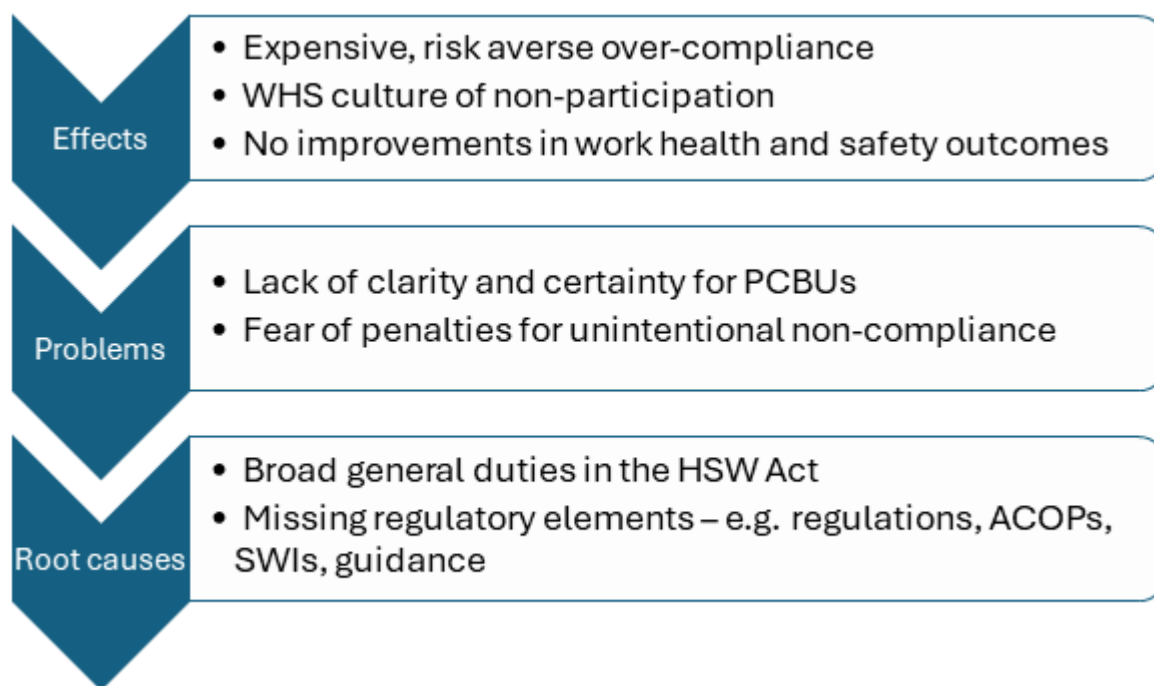 Effects
• Expensive, risk averse over-compliance
• WHS culture of non-participation
• No improvements in work health and safety outcomes
Problems
• Lack of clarity and certainty for PCBUs
• Fear of penalties for unintentional non-compliance
Root causes
• Broad general duties in the HSW Act
• Missing regulatory elements – e.g. regulations, ACOPs,
SWIs, guidance